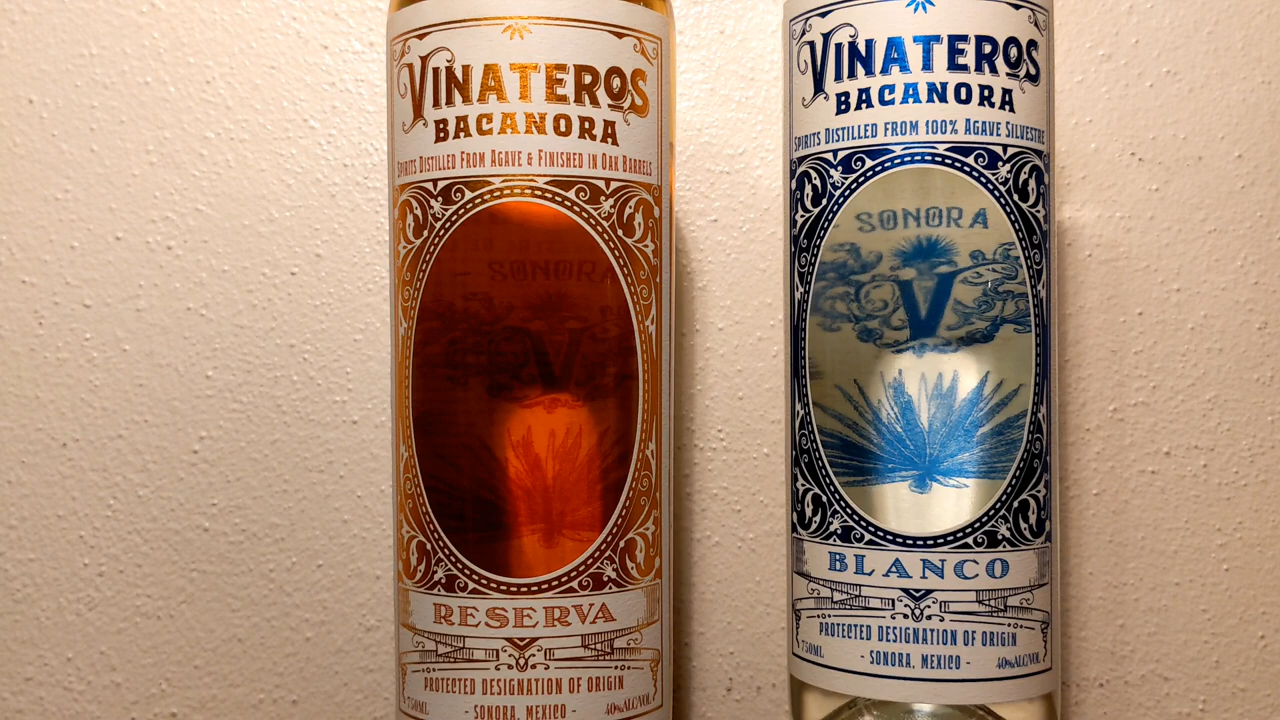 VINATEROS
BACANORA
SPIRITS DISTILLED FROM AGAVE & FINISHED IN OAK BARRELS
SONORA
V
RESERVA
PROTECTED DESIGNATION OF ORIGIN
750ML
- SONORA, MEXICO -
40%ALC/VOL
VINATEROS
BACANORA
SPIRITS DISTILLED FROM 100% AGAVE SILVESTRE
SONORA
V
BLANCO
PROTECTED DESIGNATION OF ORIGIN
750ML
- SONORA, MEXICO -
40%ALC/VOL